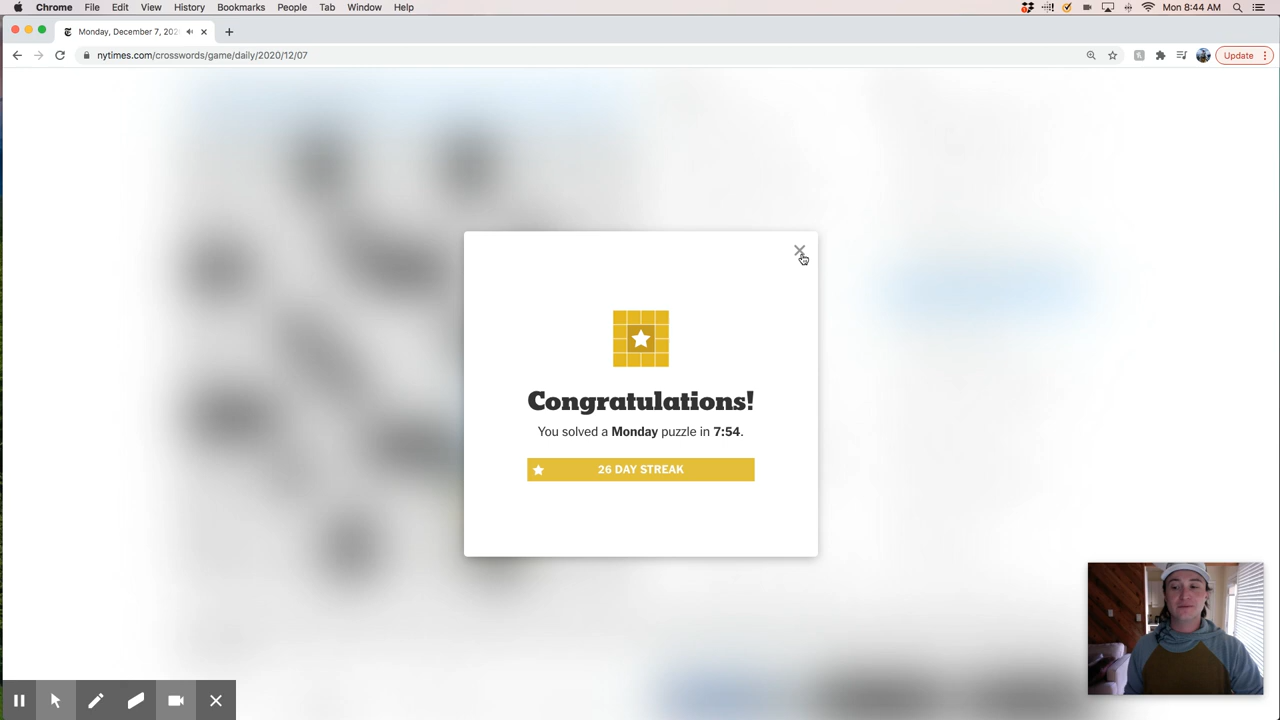 Chrome File Edit View History Bookmarks People Tab Window Help Mon 8:44 AM
Monday, December 7, 202
nytimes.com/crosswords/game/daily/2020/12/07 Update
Congratulations!
You solved a Monday puzzle in 7:54.
26 DAY STREAK